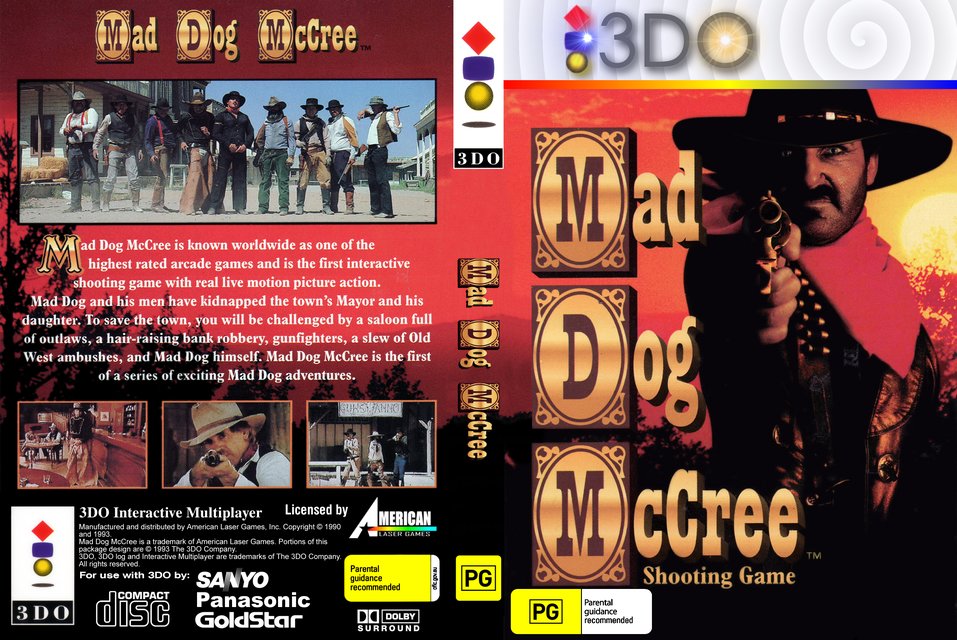 Mad Dog McCree™
Mad Dog McCree is known worldwide as one of the
highest rated arcade games and is the first interactive
shooting game with real live motion picture action.
Mad Dog and his men have kidnapped the town's Mayor and his
daughter. To save the town, you will be challenged by a saloon full
of outlaws, a hair-raising bank robbery, gunfighters, a slew of Old
West ambushes, and Mad Dog himself. Mad Dog McCree is the first
of a series of exciting Mad Dog adventures.
3DO Interactive Multiplayer
Manufactured and distributed by American Laser Games, Inc. Copyright © 1990
and 1993.
Mad Dog McCree is a trademark of American Laser Games. Portions of this
package design are © 1993 The 3DO Company.
3DO, 3DO log and Interactive Multiplayer are trademarks of The 3DO Company.
All rights reserved.
For use with 3DO by:
Licensed by
AMERICAN
LASER GAMES
3DO
COMPACT
disc
SANYO
Panasonic
GoldStar
Parental
guidance
recommended
DOLBY
SURROUND
3DO
Mad Dog McCree
PG
3DO
Mad
Dog
McCree™
Shooting Game
PG
Parental
guidance
recommended